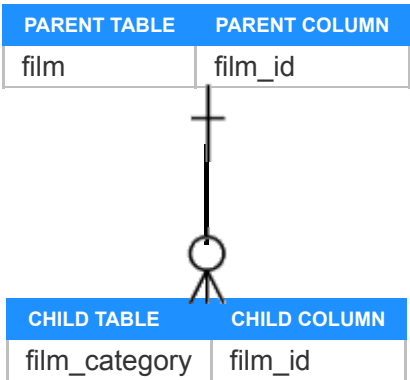 PARENT TABLE PARENT COLUMN
film film_id
CHILD TABLE CHILD COLUMN
film_category film_id